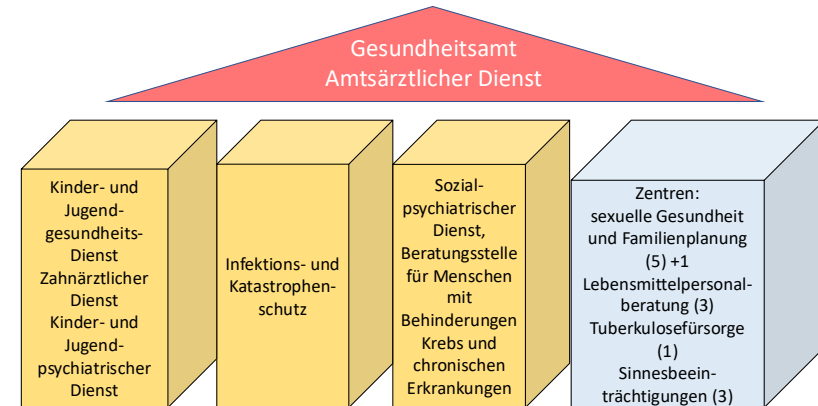 Gesundheitsamt
Amtsärztlicher Dienst
Kinder- und
Jugend-
gesundheits-
Dienst
Zahnärztlicher
Dienst
Kinder- und
Jugend-
psychiatrischer
Dienst
Infektions- und
Katastrophen-
schutz
Sozial-
psychiatrischer
Dienst,
Beratungsstelle
für Menschen
mit
Behinderungen
Krebs und
chronischen
Erkrankungen
Zentren:
sexuelle Gesundheit
und Familienplanung
(5) +1
Lebensmittelpersonal-
beratung (3)
Tuberkulosefürsorge
(1)
Sinnesbeein-
trächtigungen (3)